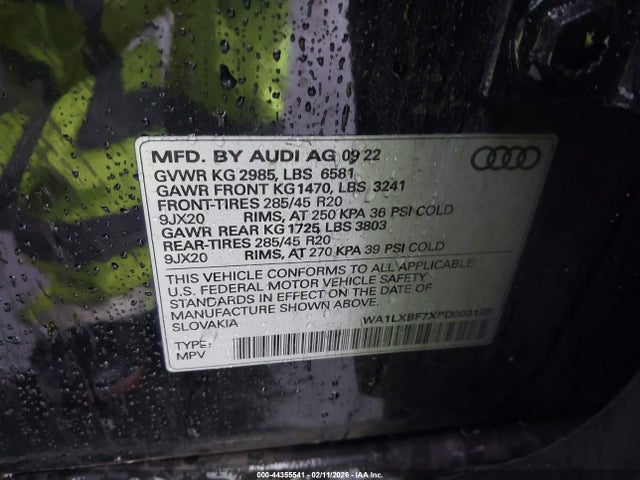 MFD. BY AUDI AG 09 22
GVWR KG 2985, LBS 6581
GAWR FRONT KG1470, LBS 3241
FRONT-TIRES 285/45 R20
9JX20 RIMS, AT 250 KPA 36 PSI COLD
GAWR REAR KG 1725 LBS 3803
REAR-TIRES 285/45 R20
9JX20 RIMS, AT 270 KPA 39 PSI COLD
THIS VEHICLE CONFORMS TO ALL APPLICABLE
U.S. FEDERAL MOTOR VEHICLE SAFETY
STANDARDS IN EFFECT ON THE DATE OF
MANUFACTURE SHOWN ABOVE.
SLOVAKIA
TYPE:
MPV
000-44355541 - 02/11/2026 - IAA Inc.